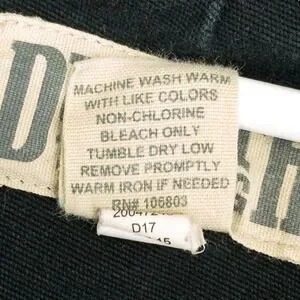 MACHINE WASH WARM
WITH LIKE COLORS
NON-CHLORINE
BLEACH ONLY
TUMBLE DRY LOW
REMOVE PROMPTLY
WARM IRON IF NEEDED
RN# 106803
D17